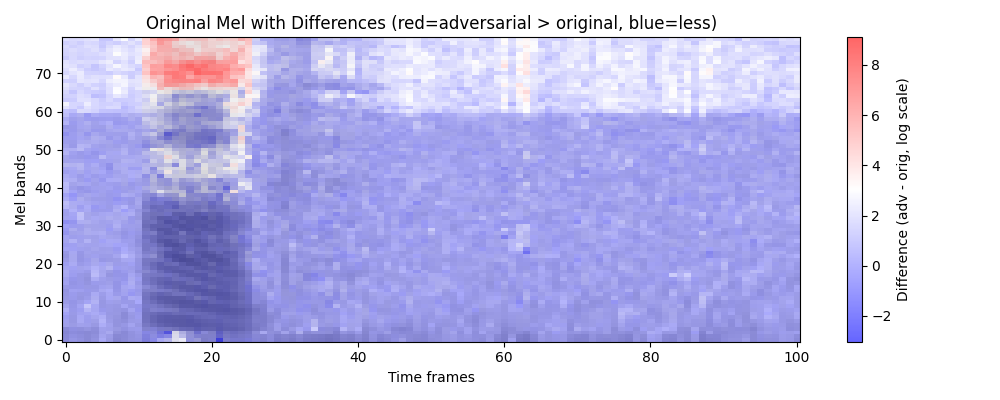 Original Mel with Differences (red=adversarial > original, blue=less)
Mel bands
70
60
50
40
30
20
10
0
0 20 40 60 80 100
Time frames
8
6
4
2
0
−2
Difference (adv - orig, log scale)